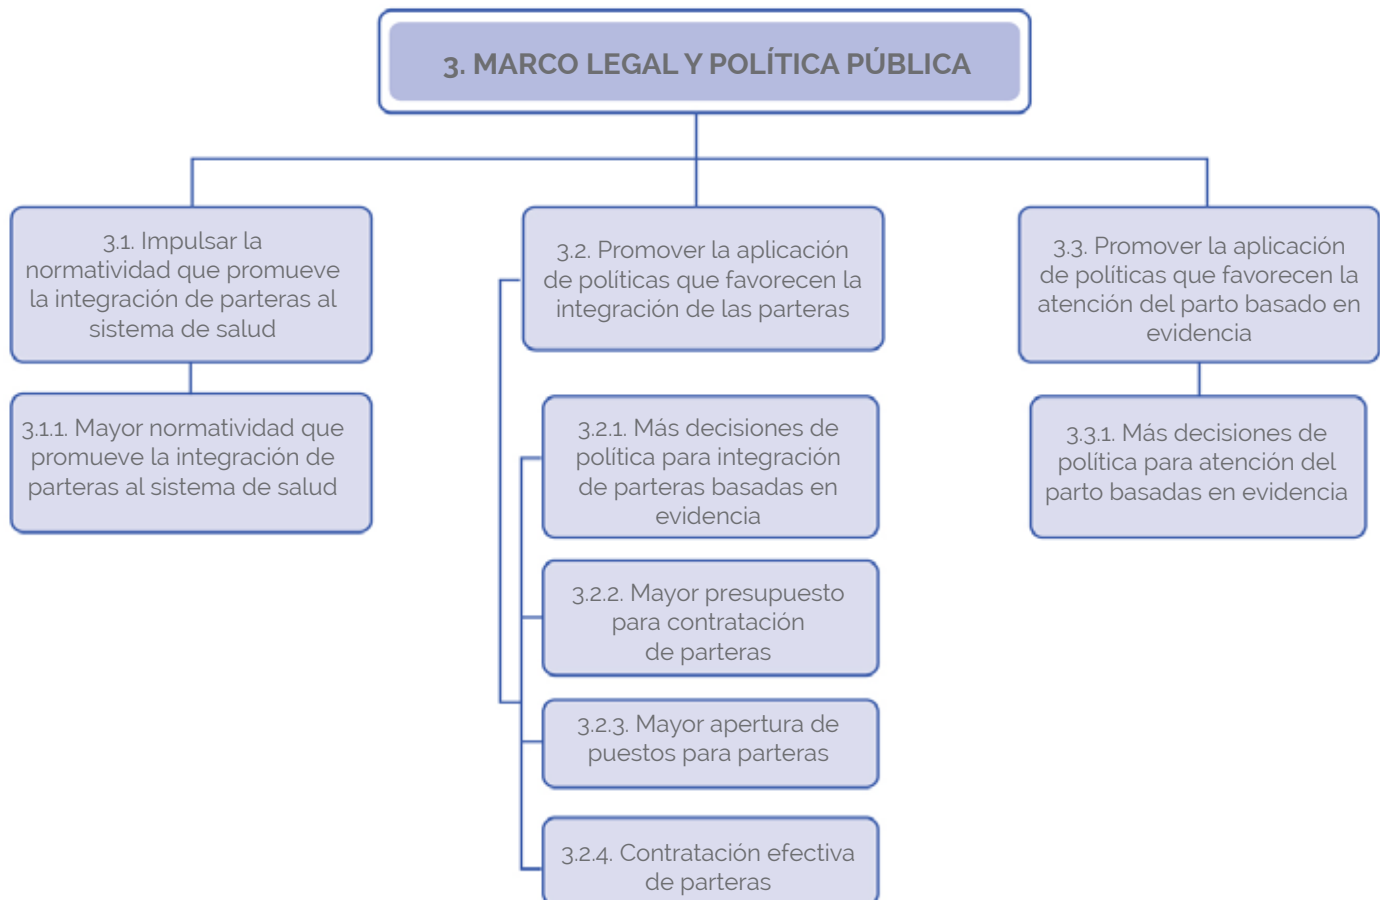 3. MARCO LEGAL Y POLÍTICA PÚBLICA
3.1. Impulsar la
normatividad que promueve
la integración de parteras al
sistema de salud
3.1.1. Mayor normatividad que
promueve la integración de
parteras al sistema de salud
3.2. Promover la aplicación
de políticas que favorecen la
integración de las parteras
3.2.1. Más decisiones de
política para integración
de parteras basadas en
evidencia
3.2.2. Mayor presupuesto
para contratación
de parteras
3.2.3. Mayor apertura de
puestos para parteras
3.2.4. Contratación efectiva
de parteras
3.3. Promover la aplicación
de políticas que favorecen la
atención del parto basado en
evidencia
3.3.1. Más decisiones de
política para atención del
parto basadas en evidencia